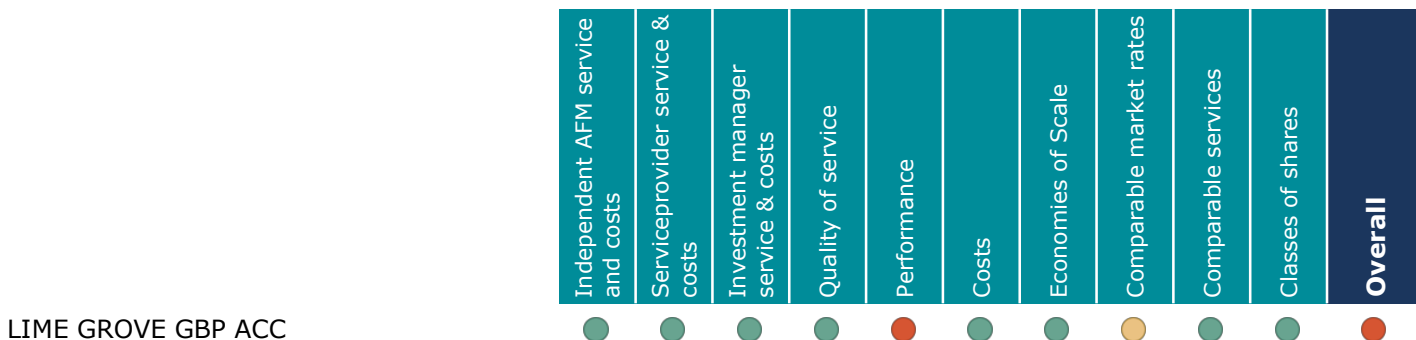 Independent AFM service
and costs
Serviceprovider service &
costs
Investment manager
service & costs
Quality of service
Performance
Costs
Economies of Scale
Comparable market rates
Comparable services
Classes of shares
Overall
LIME GROVE GBP ACC